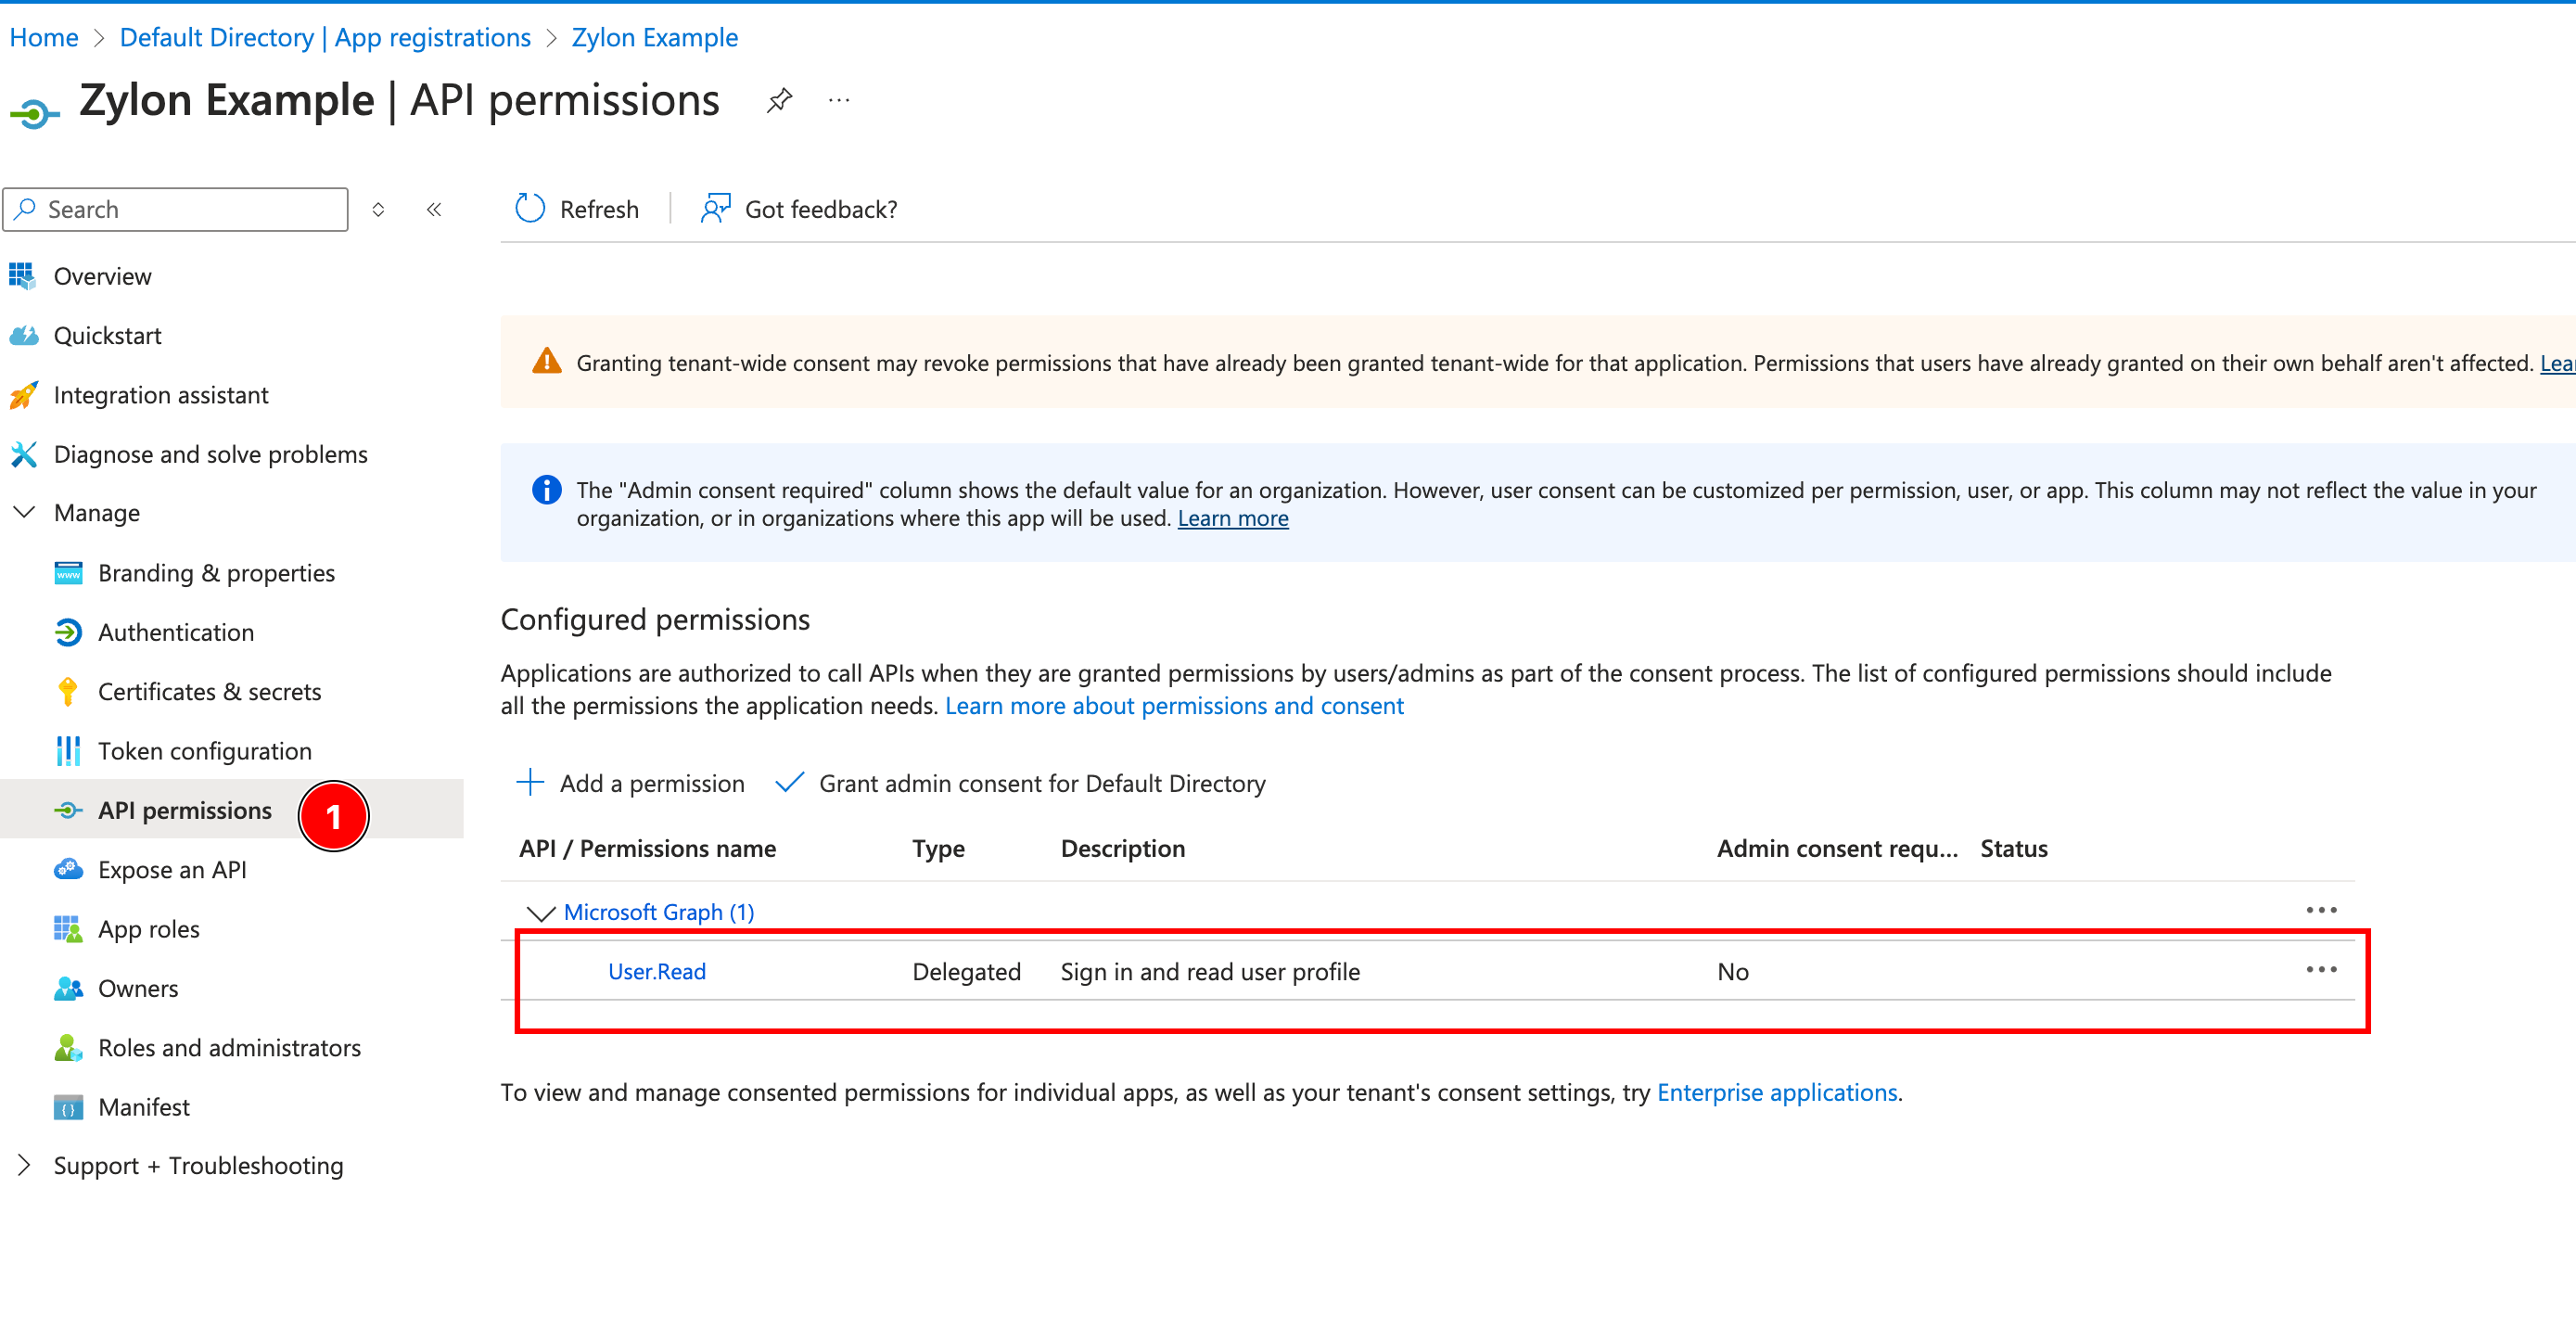 Home > Default Directory | App registrations > Zylon Example
Zylon Example | API permissions
Search
Refresh
Got feedback?
Overview
Quickstart
Integration assistant
Diagnose and solve problems
Manage
Branding & properties
Authentication
Certificates & secrets
Token configuration
API permissions
1
Expose an API
App roles
Owners
Roles and administrators
Manifest
Support + Troubleshooting
Granting tenant-wide consent may revoke permissions that have already been granted tenant-wide for that application. Permissions that users have already granted on their own behalf aren't affected. Lear
The "Admin consent required" column shows the default value for an organization. However, user consent can be customized per permission, user, or app. This column may not reflect the value in your
organization, or in organizations where this app will be used. Learn more
Configured permissions
Applications are authorized to call APIs when they are granted permissions by users/admins as part of the consent process. The list of configured permissions should include
all the permissions the application needs. Learn more about permissions and consent
Add a permission
Grant admin consent for Default Directory
API / Permissions name Type Description Admin consent requ... Status
Microsoft Graph (1)
User.Read Delegated Sign in and read user profile No
To view and manage consented permissions for individual apps, as well as your tenant's consent settings, try Enterprise applications.